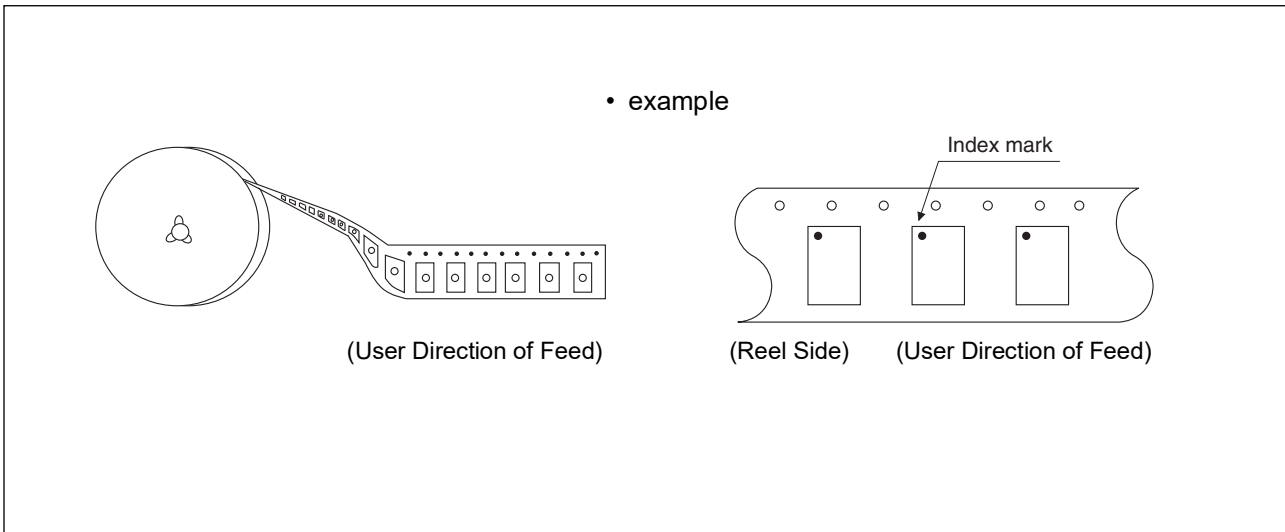 • example
Index mark
(User Direction of Feed)
(Reel Side)
(User Direction of Feed)